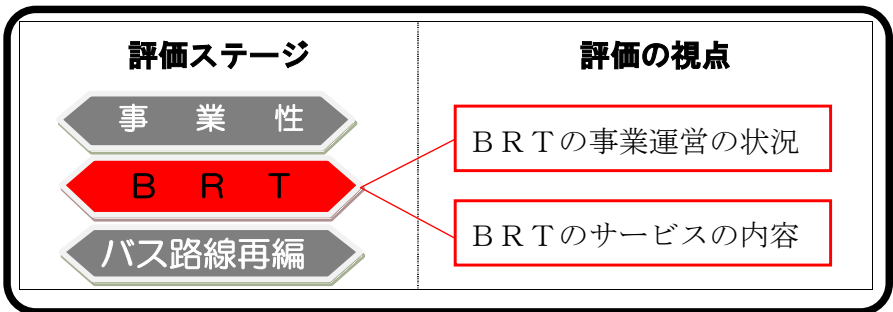 評価ステージ
評価の視点
事業性
ＢＲＴ
バス路線再編
ＢＲＴの事業運営の状況
ＢＲＴのサービスの内容